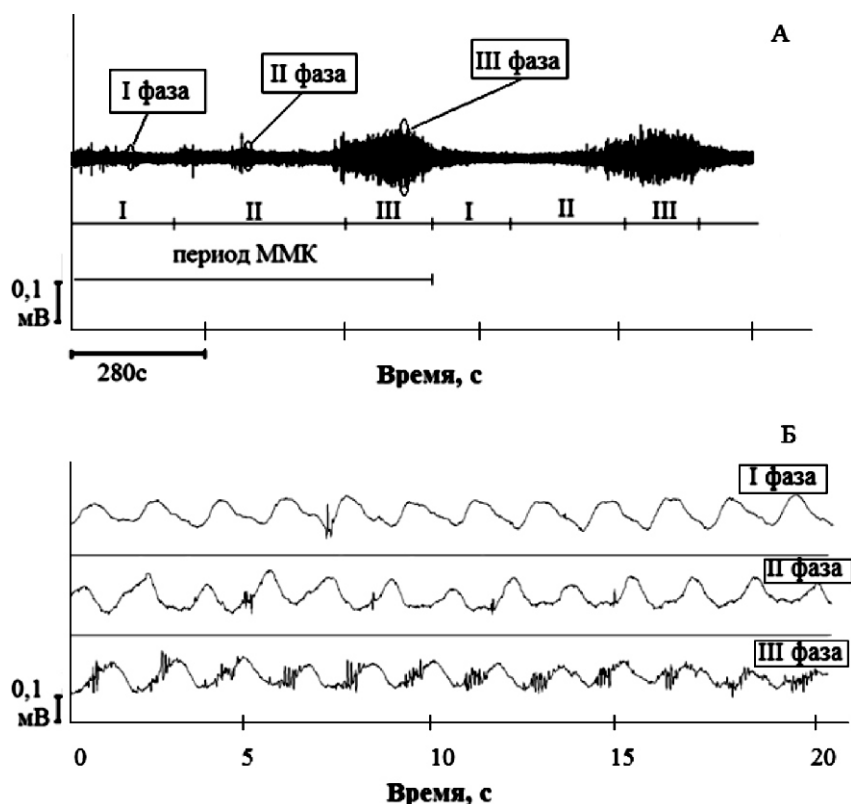 А
III фаза
II фаза
I фаза
I II III I II III
период ММК
0,1
мВ
280с
Время, с
Б
I фаза
II фаза
III фаза
0,1
мВ
0 5 10 15 20
Время, с